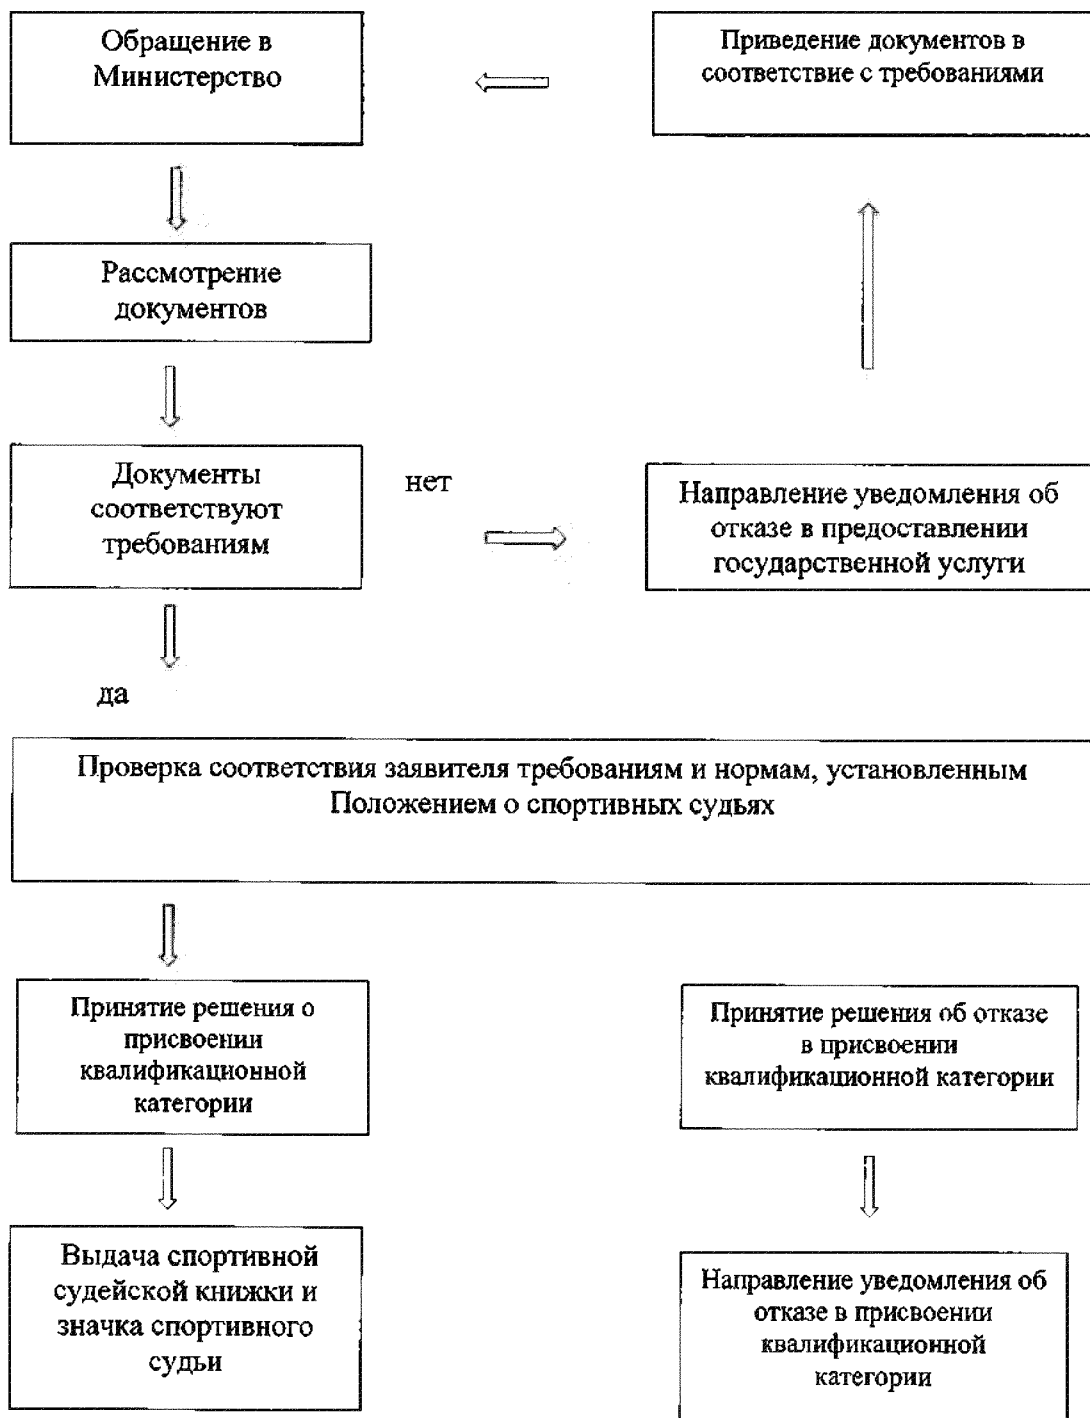 Обращение в
Министерство
Приведение документов в
соответствие с требованиями
Рассмотрение
документов
Документы
соответствуют
требованиям
нет
Направление уведомления об
отказе в предоставлении
государственной услуги
да
Проверка соответствия заявителя требованиям и нормам, установленным
Положением о спортивных судьях
Принятие решения о
присвоении
квалификационной
категории
Принятие решения об отказе
в присвоении
квалификационной категории
Выдача спортивной
судейской книжки и
значка спортивного
судьи
Направление уведомления об
отказе в присвоении
квалификационной
категории